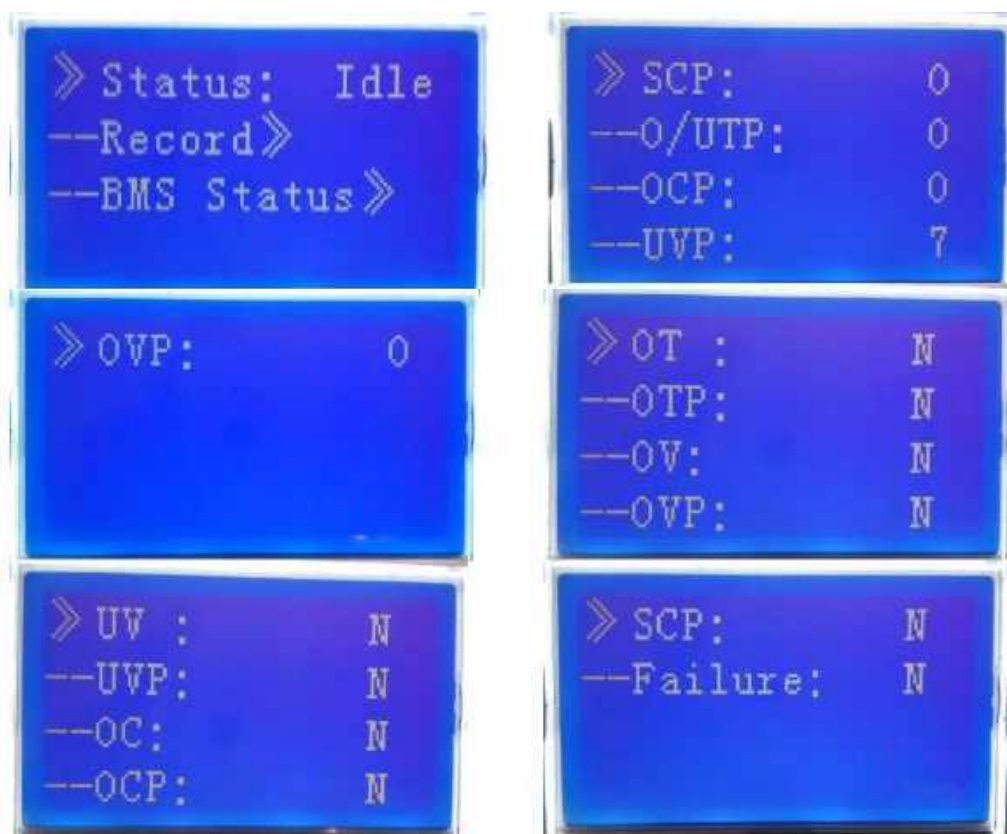 》Status: Idle
--Record》
--BMS Status》
》SCP: 0
--O/UTP: 0
--OCP: 0
--UVP: 7
》OVP: 0
》OT : N
--OTP: N
--OV: N
--OVP: N
》UV : N
--UVP: N
--OC: N
--OCP: N
》SCP: N
--Failure: N